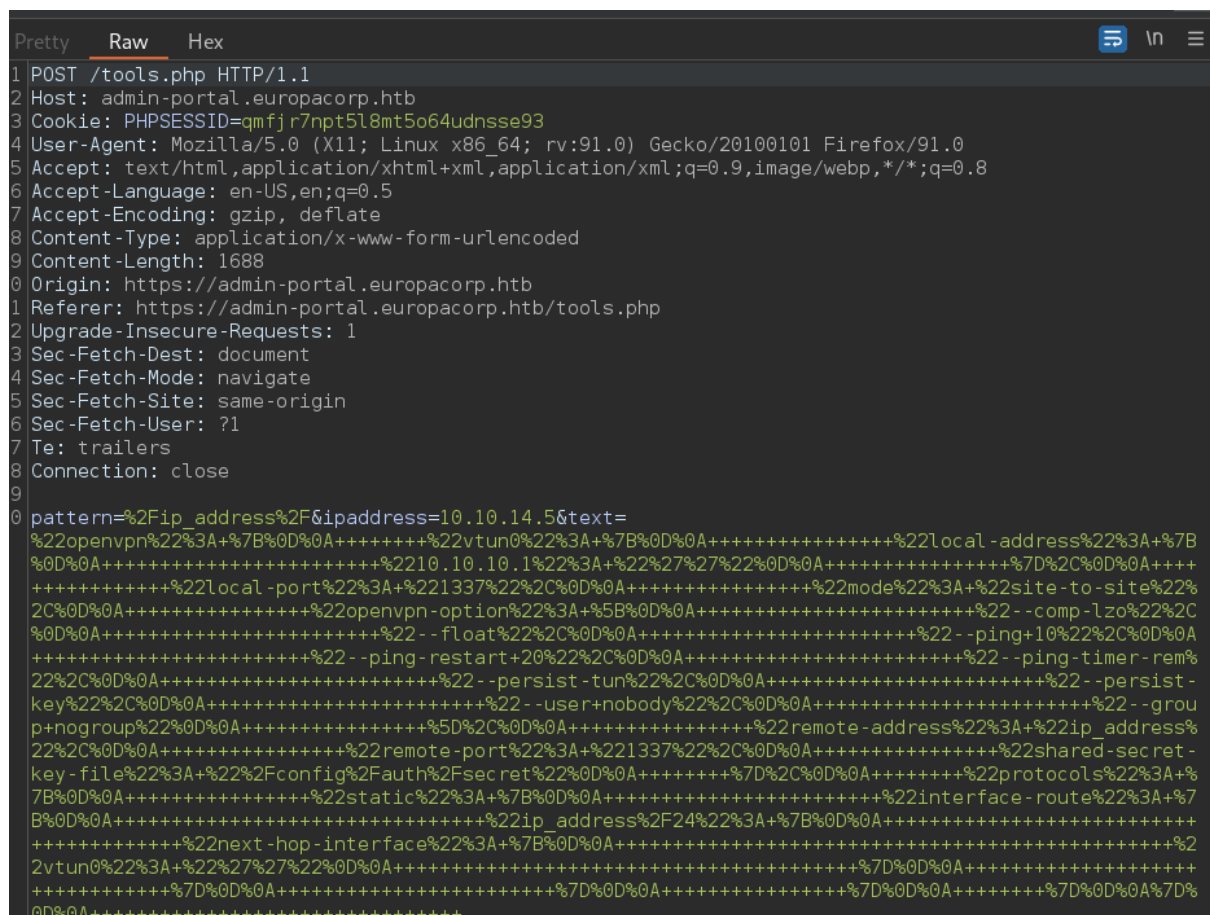 Pretty Raw Hex \n
1 POST /tools.php HTTP/1.1
2 Host: admin-portal.europacorp.htb
3 Cookie: PHPSESSID=qmfjr7npt5l8mt5o64udnsse93
4 User-Agent: Mozilla/5.0 (X11; Linux x86_64; rv:91.0) Gecko/20100101 Firefox/91.0
5 Accept: text/html,application/xhtml+xml,application/xml;q=0.9,image/webp,*/*;q=0.8
6 Accept-Language: en-US,en;q=0.5
7 Accept-Encoding: gzip, deflate
8 Content-Type: application/x-www-form-urlencoded
9 Content-Length: 1688
0 Origin: https://admin-portal.europacorp.htb
1 Referer: https://admin-portal.europacorp.htb/tools.php
2 Upgrade-Insecure-Requests: 1
3 Sec-Fetch-Dest: document
4 Sec-Fetch-Mode: navigate
5 Sec-Fetch-Site: same-origin
6 Sec-Fetch-User: ?1
7 Te: trailers
8 Connection: close
9
0 pattern=%2Fip_address%2F&ipaddress=10.10.14.5&text=
%22openvpn%22%3A+%7B%0D%0A++++++++%22vtun0%22%3A+%7B%0D%0A++++++++++++++++%22local-address%22%3A+%7B
%0D%0A++++++++++++++++++++++++%2210.10.10.1%22%3A+%22%27%27%22%0D%0A++++++++++++++++%7D%2C%0D%0A++++
++++++++++++%22local-port%22%3A+%221337%22%2C%0D%0A++++++++++++++++%22mode%22%3A+%22site-to-site%22%
2C%0D%0A++++++++++++++++%22openvpn-option%22%3A+%5B%0D%0A++++++++++++++++++++++++%22--comp-lzo%22%2C
%0D%0A++++++++++++++++++++++++%22--float%22%2C%0D%0A++++++++++++++++++++++++%22--ping+10%22%2C%0D%0A
++++++++++++++++++++++++%22--ping-restart+20%22%2C%0D%0A++++++++++++++++++++++++%22--ping-timer-rem%
22%2C%0D%0A++++++++++++++++++++++++%22--persist-tun%22%2C%0D%0A++++++++++++++++++++++++%22--persist-
key%22%2C%0D%0A++++++++++++++++++++++++%22--user+nobody%22%2C%0D%0A++++++++++++++++++++++++%22--grou
p+nogroup%22%0D%0A++++++++++++++++%5D%2C%0D%0A++++++++++++++++%22remote-address%22%3A+%22ip_address%
22%2C%0D%0A++++++++++++++++%22remote-port%22%3A+%221337%22%2C%0D%0A++++++++++++++++%22shared-secret-
key-file%22%3A+%22%2Fconfig%2Fauth%2Fsecret%22%0D%0A++++++++%7D%2C%0D%0A++++++++%22protocols%22%3A+%
7B%0D%0A++++++++++++++++%22static%22%3A+%7B%0D%0A++++++++++++++++++++++++%22interface-route%22%3A+%7
B%0D%0A++++++++++++++++++++++++++++++++%22ip_address%2F24%22%3A+%7B%0D%0A+++++++++++++++++++++++++++
+++++++++++++%22next-hop-interface%22%3A+%7B%0D%0A++++++++++++++++++++++++++++++++++++++++++++++++%2
2vtun0%22%3A+%22%27%27%22%0D%0A++++++++++++++++++++++++++++++++++++++++%7D%0D%0A++++++++++++++++++++
++++++++++++%7D%0D%0A++++++++++++++++++++++++%7D%0D%0A++++++++++++++++%7D%0D%0A++++++++%7D%0D%0A%7D%
0D%0A++++++++++++++++++++++++++++++++